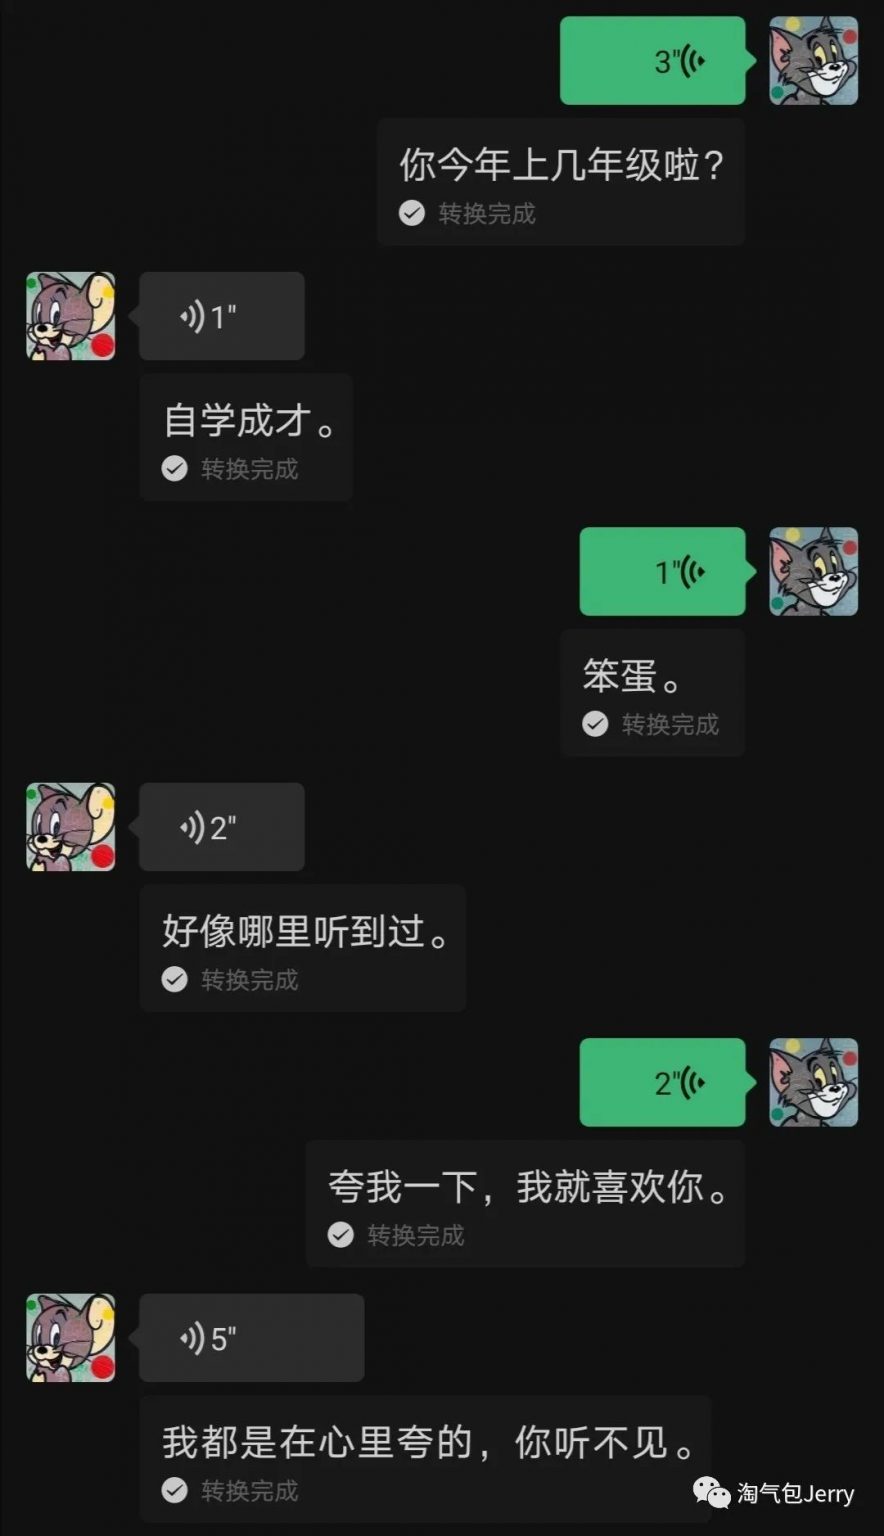 3"
你今年上几年级啦？
转换完成
1"
自学成才。
转换完成
1"
笨蛋。
转换完成
2"
好像哪里听到过。
转换完成
2"
夸我一下，我就喜欢你。
转换完成
5"
我都是在心里夸的，你听不见。
转换完成
淘气包Jerry